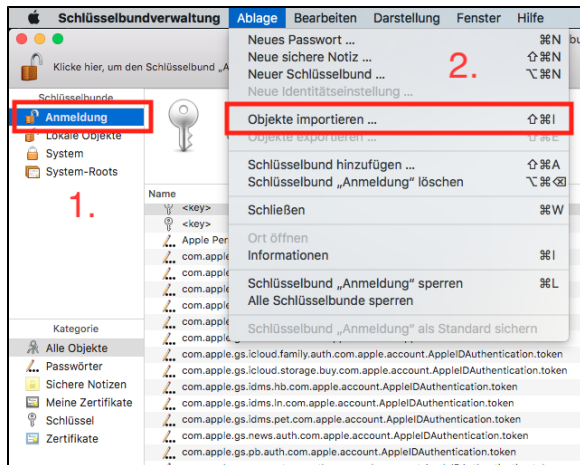 Schlüsselbundverwaltung Ablage Bearbeiten Darstellung Fenster Hilfe
Klicke hier, um den Schlüsselbund „A
Neues Passwort ... ⌘N
Neue sichere Notiz ... ⇧⌘N
Neuer Schlüsselbund ... ⌥⌘N
Neue Identitätseinstellung ...
2.
Objekte importieren ... ⇧⌘I
Objekte exportieren ... ⇧⌘E
Schlüsselbund hinzufügen ... ⇧⌘A
Schlüsselbund „Anmeldung“ löschen ⌥⌘⌫
Schließen ⌘W
Ort öffnen
Informationen ⌘I
Schlüsselbund „Anmeldung“ sperren ⌘L
Alle Schlüsselbunde sperren
Schlüsselbund „Anmeldung“ als Standard sichern
Schlüsselbunde
Anmeldung
Lokale Objekte
System
System-Roots
1.
Kategorie
Alle Objekte
Passwörter
Sichere Notizen
Meine Zertifikate
Schlüssel
Zertifikate
Name
<key>
<key>
Apple Per
com.apple
com.apple
com.apple
com.apple
com.apple
com.apple
com.apple.gs.icloud.family.auth.com.apple.account.AppleIDAuthentication.token
com.apple.gs.icloud.storage.buy.com.apple.account.AppleIDAuthentication.token
com.apple.gs.idms.hb.com.apple.account.AppleIDAuthentication.token
com.apple.gs.idms.ln.com.apple.account.AppleIDAuthentication.token
com.apple.gs.idms.pet.com.apple.account.AppleIDAuthentication.token
com.apple.gs.news.auth.com.apple.account.AppleIDAuthentication.token
com.apple.gs.pb.auth.com.apple.account.AppleIDAuthentication.token